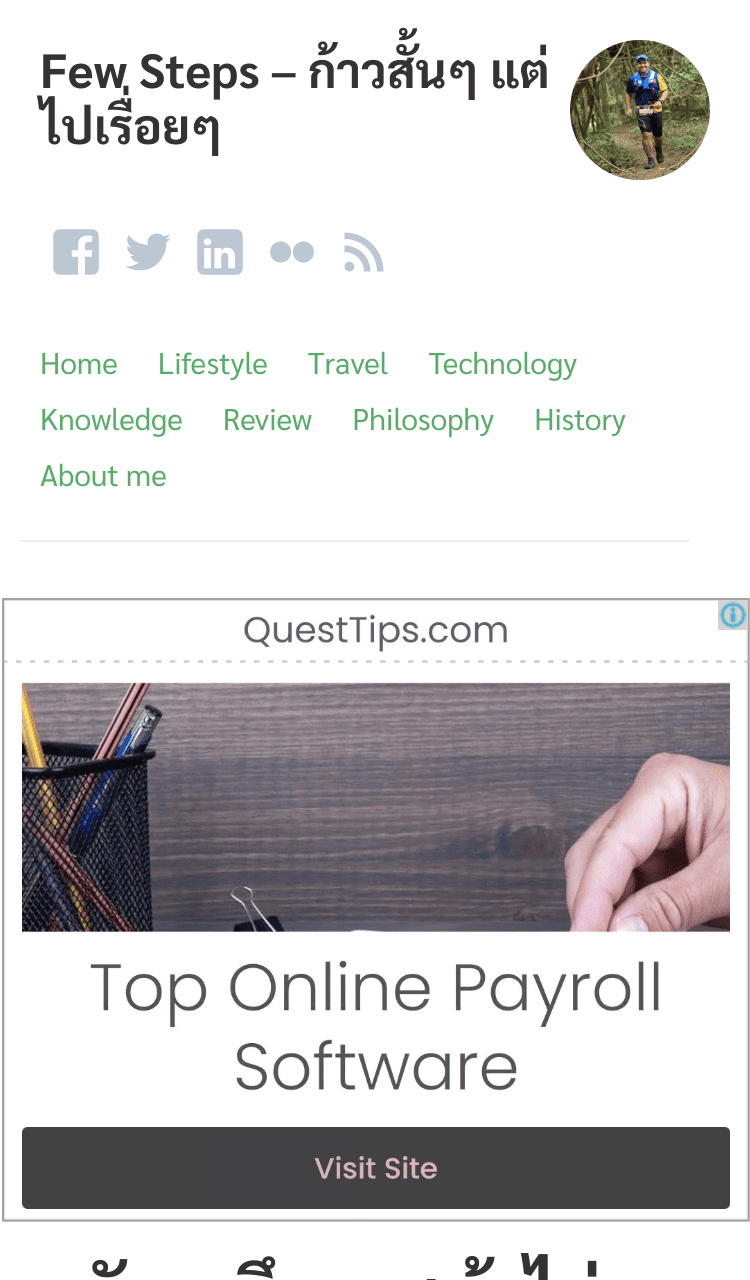 Few Steps – ก้าวสั้นๆ แต่
ไปเรื่อยๆ
Home Lifestyle Travel Technology
Knowledge Review Philosophy History
About me
QuestTips.com
Top Online Payroll
Software
Visit Site